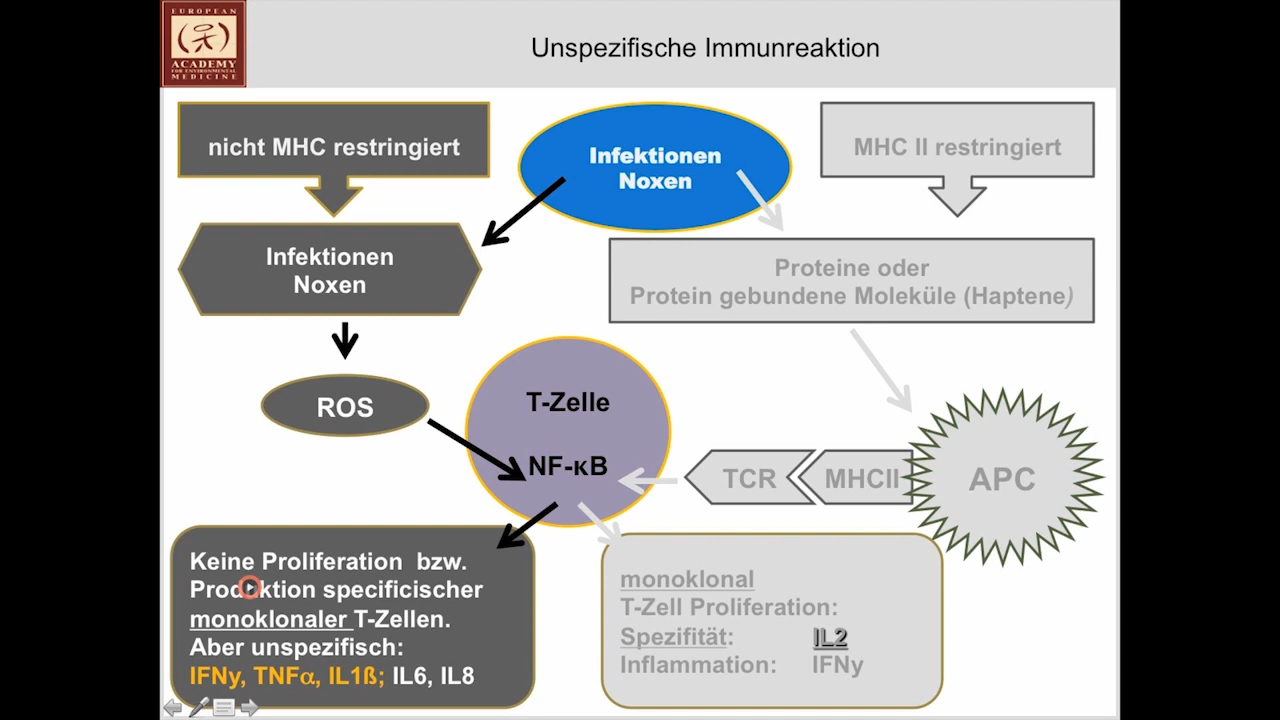 EUROPEAN
ACADEMY
FOR ENVIRONMENTAL
MEDICINE
Unspezifische Immunreaktion
nicht MHC restringiert
Infektionen
Noxen
MHC II restringiert
Infektionen
Noxen
Proteine oder
Protein gebundene Moleküle (Haptene)
ROS
T-Zelle
NF-κB
TCR
MHCII
APC
Keine Proliferation bzw.
Produktion specificischer
monoklonaler T-Zellen.
Aber unspezifisch:
IFNy, TNFα, IL1ß; IL6, IL8
monoklonal
T-Zell Proliferation:
Spezifität: IL2
Inflammation: IFNy